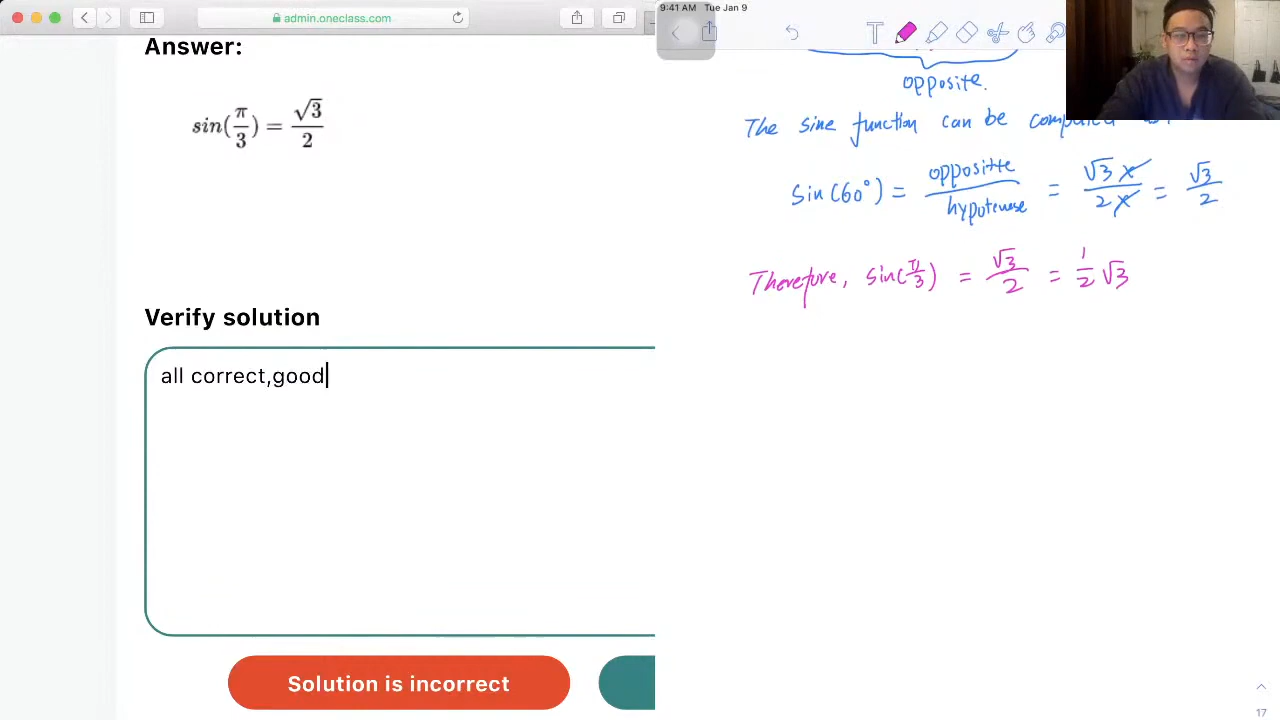 admin.oneclass.com
Answer:
sin(π/3) = √3/2
Verify solution
all correct,good
Solution is incorrect
9:41 AM Tue Jan 9
T
opposite.
The sine function can be
Sin(60°) = opposite/hypotenuse = √3x/2x = √3/2
Therefore, sin(π/3) = √3/2 = 1/2 √3
17